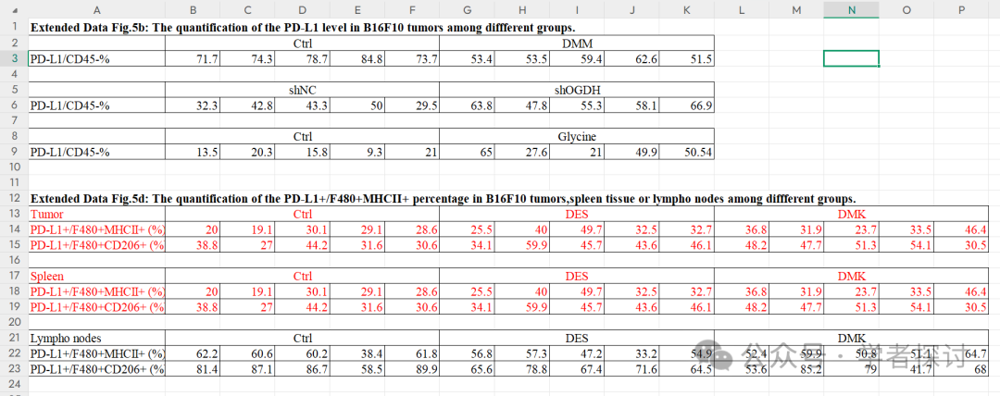 A B C D E F G H I J K L M N O P
1 Extended Data Fig.5b: The quantification of the PD-L1 level in B16F10 tumors among diffferent groups.
2 Ctrl DMM
3 PD-L1/CD45-% 71.7 74.3 78.7 84.8 73.7 53.4 53.5 59.4 62.6 51.5
4
5 shNC shOGDH
6 PD-L1/CD45-% 32.3 42.8 43.3 50 29.5 63.8 47.8 55.3 58.1 66.9
7
8 Ctrl Glycine
9 PD-L1/CD45-% 13.5 20.3 15.8 9.3 21 65 27.6 21 49.9 50.54
10
11
12 Extended Data Fig.5d: The quantification of the PD-L1+/F480+MHCII+ percentage in B16F10 tumors,spleen tissue or lympho nodes among diffferent groups.
13 Tumor Ctrl DES DMK
14 PD-L1+/F480+MHCII+ (%) 20 19.1 30.1 29.1 28.6 25.5 40 49.7 32.5 32.7 36.8 31.9 23.7 33.5 46.4
15 PD-L1+/F480+CD206+ (% 38.8 27 44.2 31.6 30.6 34.1 59.9 45.7 43.6 46.1 48.2 47.7 51.3 54.1 30.5
16
17 Spleen Ctrl DES DMK
18 PD-L1+/F480+MHCII+ (%) 20 19.1 30.1 29.1 28.6 25.5 40 49.7 32.5 32.7 36.8 31.9 23.7 33.5 46.4
19 PD-L1+/F480+CD206+ (% 38.8 27 44.2 31.6 30.6 34.1 59.9 45.7 43.6 46.1 48.2 47.7 51.3 54.1 30.5
20
21 Lympho nodes Ctrl DES DMK
22 PD-L1+/F480+MHCII+ (%) 62.2 60.6 60.2 38.4 61.8 56.8 57.3 47.2 33.2 54.9 52.4 59.9 50.8 51.1 64.7
23 PD-L1+/F480+CD206+ (% 81.4 87.1 86.7 58.5 89.9 65.6 78.8 67.4 71.6 64.5 53.6 85.2 79 41.7 68
24
公众号·学者探讨